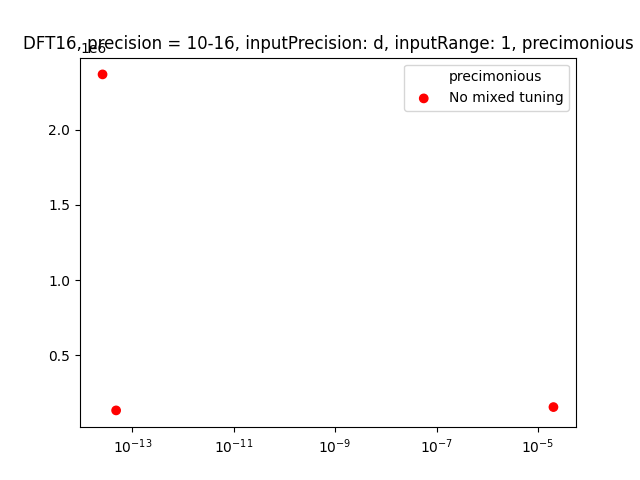 DFT16, precision = 10-16, inputPrecision: d, inputRange: 1, precimonious
1e6
precimonious
No mixed tuning
2.0
1.5
1.0
0.5
10⁻¹³ 10⁻¹¹ 10⁻⁹ 10⁻⁷ 10⁻⁵